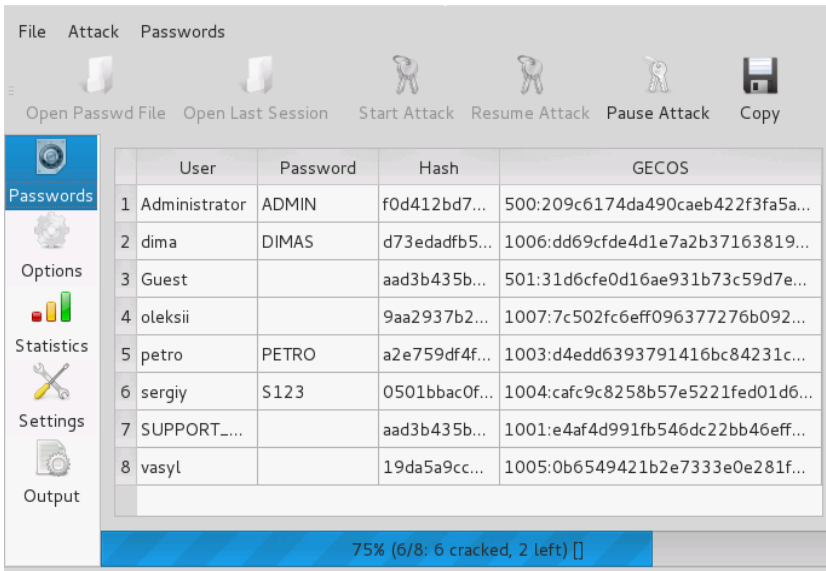 File Attack Passwords
Open Passwd File Open Last Session Start Attack Resume Attack Pause Attack Copy
Passwords
Options
Statistics
Settings
Output
User Password Hash GECOS
1 Administrator ADMIN f0d412bd7... 500:209c6174da490caeb422f3fa5a...
2 dima DIMAS d73edadfb5... 1006:dd69cfde4d1e7a2b37163819...
3 Guest aad3b435b... 501:31d6cfe0d16ae931b73c59d7e...
4 oleksii 9aa2937b2... 1007:7c502fc6eff096377276b092...
5 petro PETRO a2e759df4f... 1003:d4edd6393791416bc84231c...
6 sergiy S123 0501bbac0f... 1004:cafc9c8258b57e5221fed01d6...
7 SUPPORT_... aad3b435b... 1001:e4af4d991fb546dc22bb46eff...
8 vasyl 19da5a9cc... 1005:0b6549421b2e7333e0e281f...
75% (6/8: 6 cracked, 2 left) []